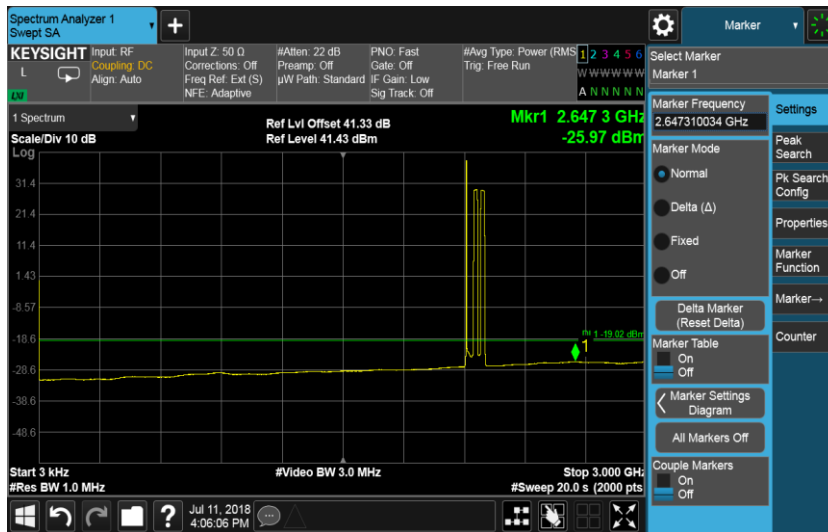 Spectrum Analyzer 1
Swept SA
Marker
KEYSIGHT
L
LXI
Input: RF
Coupling: DC
Align: Auto
Input Z: 50 Ω
Corrections: Off
Freq Ref: Ext (S)
NFE: Adaptive
#Atten: 22 dB
Preamp: Off
µW Path: Standard
PNO: Fast
Gate: Off
IF Gain: Low
Sig Track: Off
#Avg Type: Power (RMS
Trig: Free Run
1 2 3 4 5 6
W W W W W W
A N N N N N
Select Marker
Marker 1
1 Spectrum
Scale/Div 10 dB
Log
Ref Lvl Offset 41.33 dB
Ref Level 41.43 dBm
Mkr1 2.647 3 GHz
-25.97 dBm
31.4
21.4
11.4
1.43
-8.57
-18.6
-28.6
-38.6
-48.6
DL1 -19.02 dBm
1
Start 3 kHz
#Res BW 1.0 MHz
#Video BW 3.0 MHz
Stop 3.000 GHz
#Sweep 20.0 s (2000 pts
Marker Frequency
2.647310034 GHz
Marker Mode
Normal
Delta (Δ)
Fixed
Off
Delta Marker
(Reset Delta)
Marker Table
On
Off
Marker Settings
Diagram
All Markers Off
Couple Markers
On
Off
Settings
Peak
Search
Pk Search
Config
Properties
Marker
Function
Marker→
Counter
?
Jul 11, 2018
4:06:06 PM